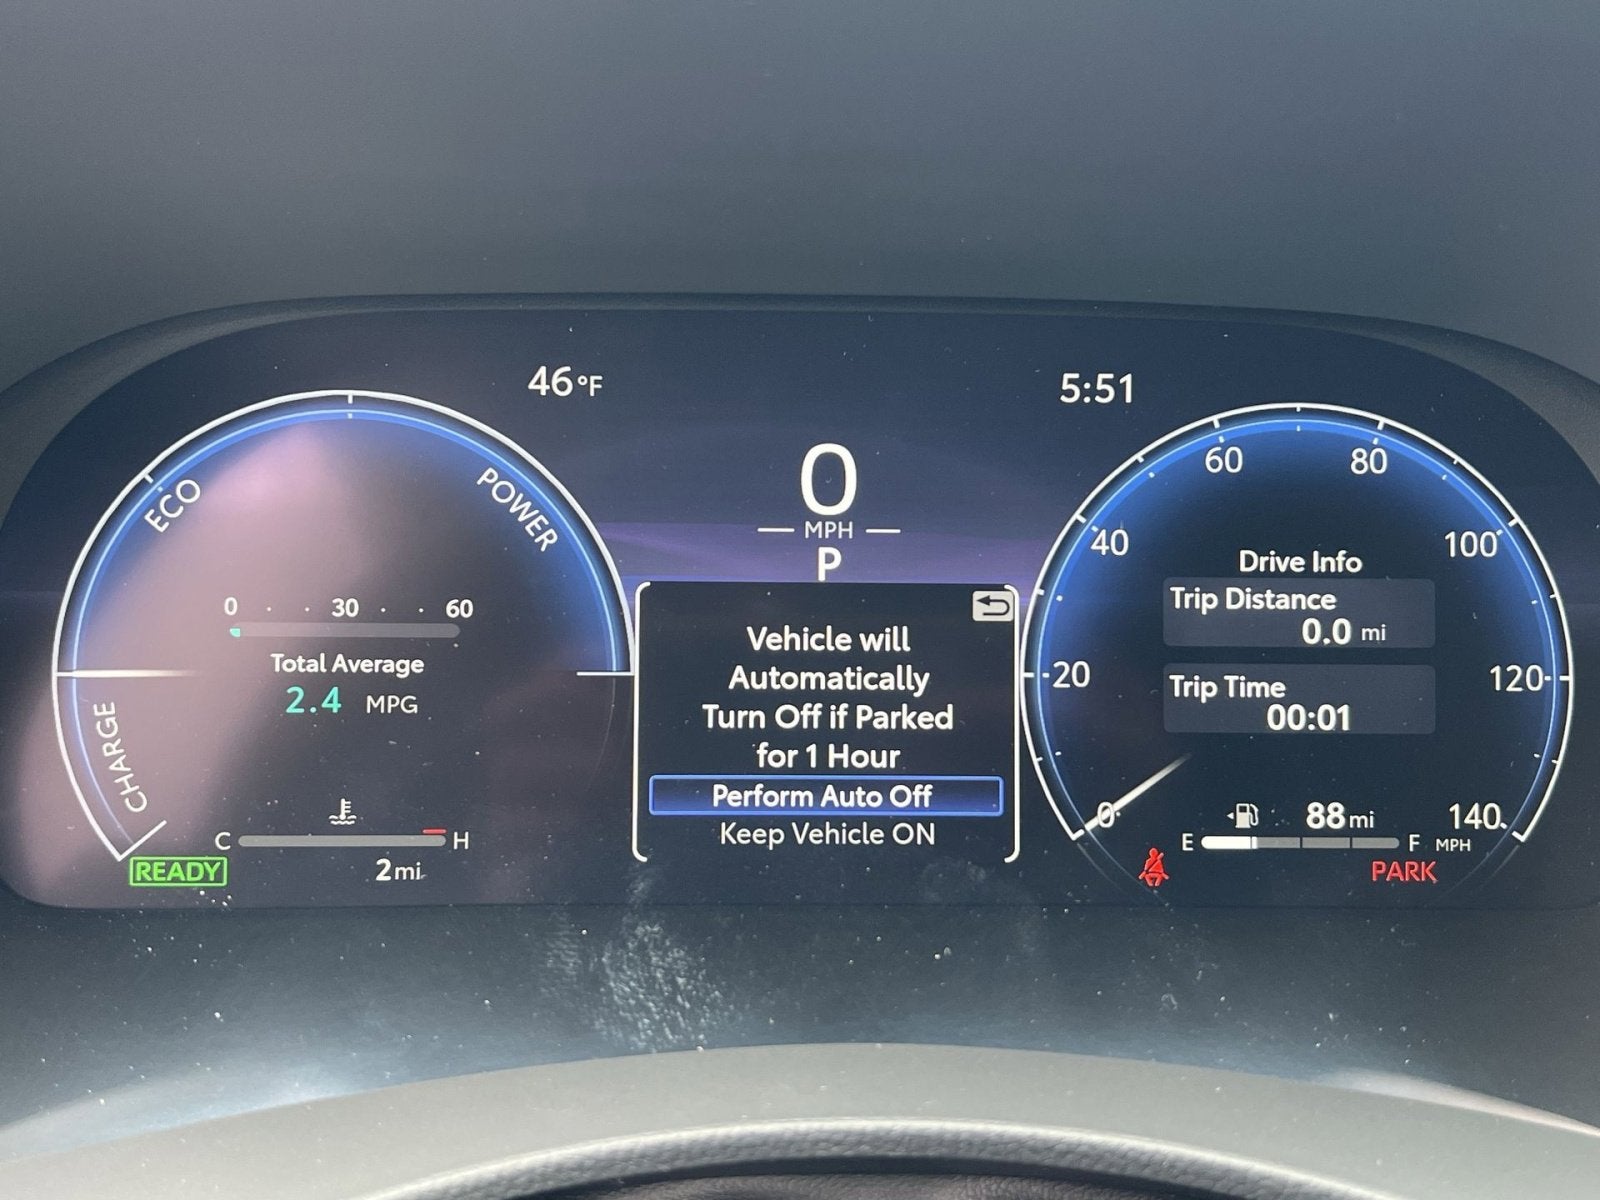 46°F
5:51
0
MPH
P
ECO
POWER
CHARGE
0 30 60
Total Average
2.4 MPG
C H
2mi
READY
Vehicle will
Automatically
Turn Off if Parked
for 1 Hour
Perform Auto Off
Keep Vehicle ON
0
20
40
60
80
100
120
140
MPH
Drive Info
Trip Distance
0.0 mi
Trip Time
00:01
88mi
E F
PARK